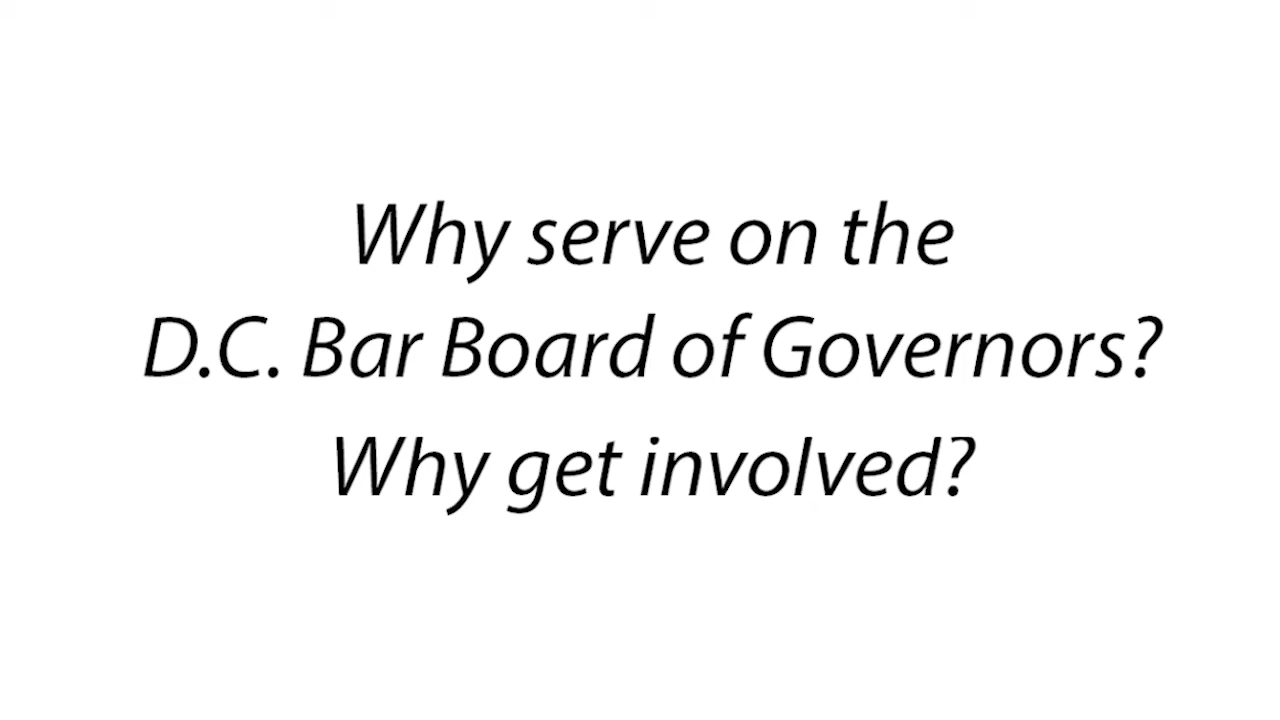 Why serve on the
D.C. Bar Board of Governors?
Why get involved?